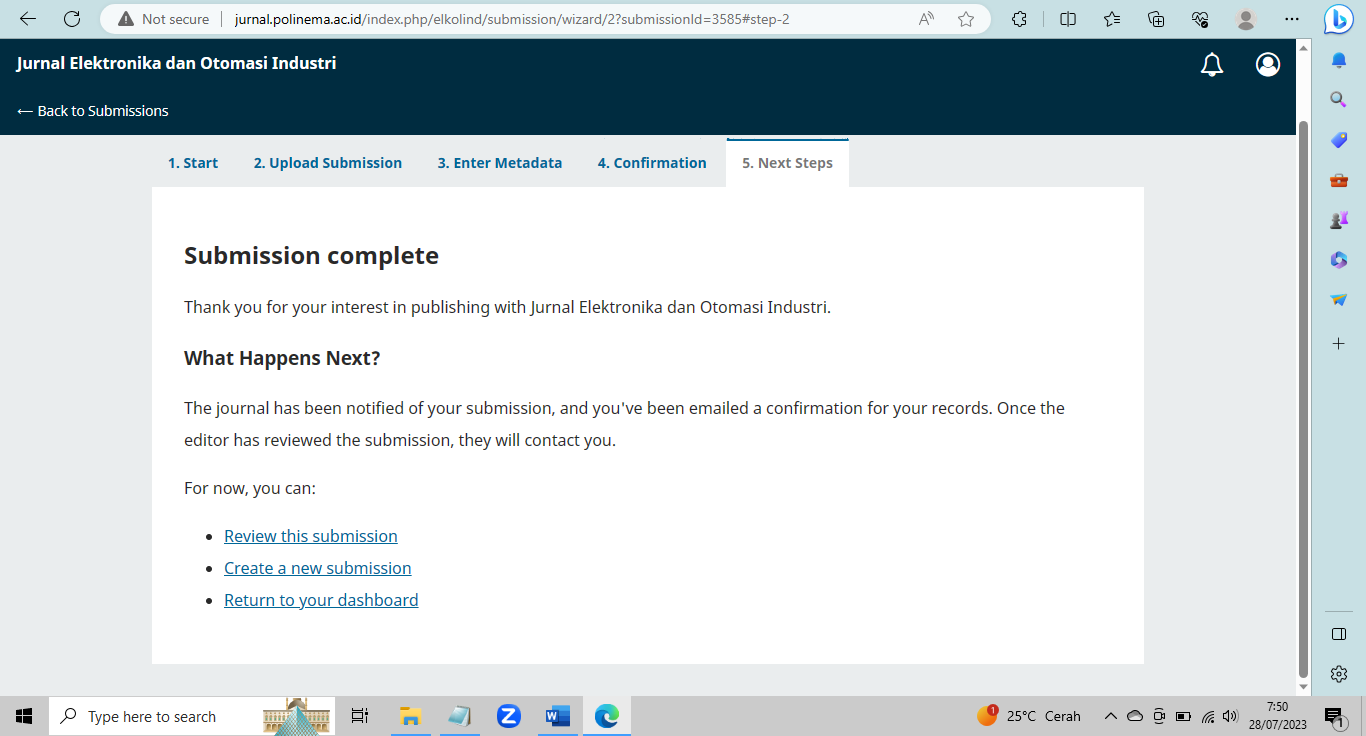 Not secure
jurnal.polinema.ac.id/index.php/elkolind/submission/wizard/2?submissionId=3585#step-2
Jurnal Elektronika dan Otomasi Industri
← Back to Submissions
1. Start
2. Upload Submission
3. Enter Metadata
4. Confirmation
5. Next Steps
Submission complete
Thank you for your interest in publishing with Jurnal Elektronika dan Otomasi Industri.
What Happens Next?
The journal has been notified of your submission, and you've been emailed a confirmation for your records. Once the
editor has reviewed the submission, they will contact you.
For now, you can:
• Review this submission
• Create a new submission
• Return to your dashboard
Type here to search
1
25°C Cerah
7:50
28/07/2023
1